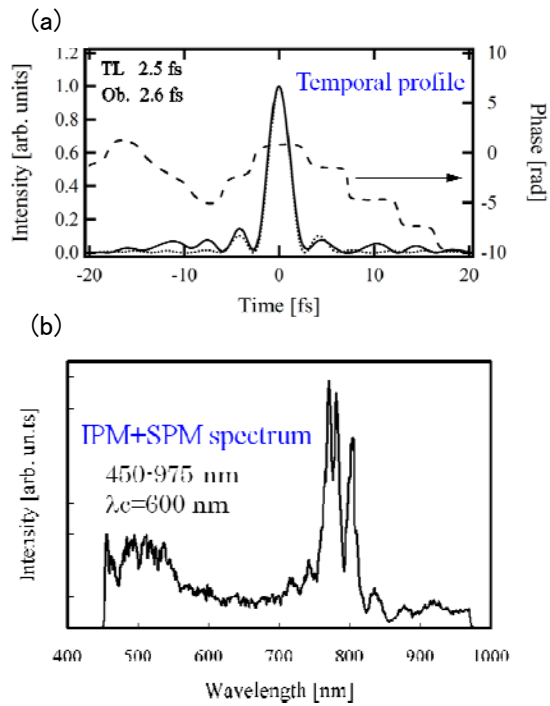 (a)
1.2
1.0
0.8
0.6
0.4
0.2
0.0
Intensity [arb. units]
TL 2.5 fs
Ob. 2.6 fs
Temporal profile
10
5
0
-5
-10
Phase [rad]
-20 -10 0 10 20
Time [fs]
(b)
Intensity [arb. units]
IPM+SPM spectrum
450-975 nm
λc=600 nm
400 500 600 700 800 900 1000
Wavelength [nm]